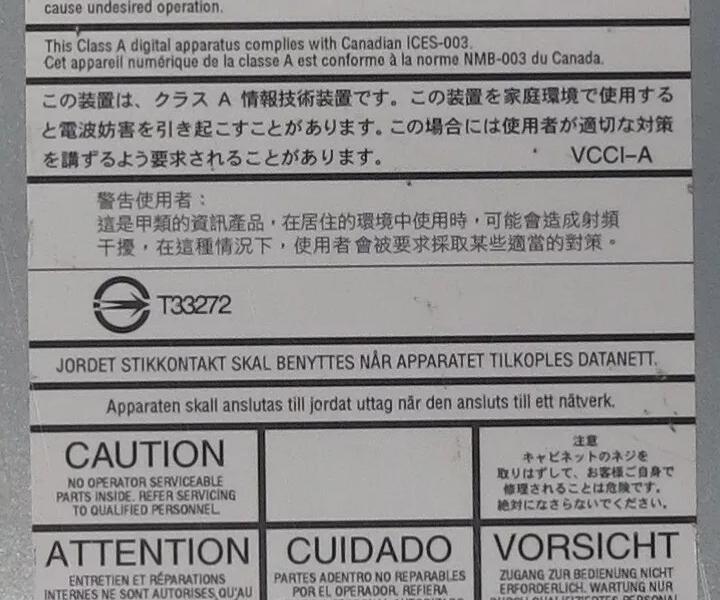 cause undesired operation.
This Class A digital apparatus complies with Canadian ICES-003.
Cet appareil numérique de la classe A est conforme à la norme NMB-003 du Canada.
この装置は、クラス A 情報技術装置です。この装置を家庭環境で使用する
と電波妨害を引き起こすことがあります。この場合には使用者が適切な対策
を講ずるよう要求されることがあります。 VCCI-A
警告使用者：
這是甲類的資訊產品，在居住的環境中使用時，可能會造成射頻
干擾，在這種情況下，使用者會被要求採取某些適當的對策。
T33272
JORDET STIKKONTAKT SKAL BENYTTES NÅR APPARATET TILKOPLES DATANETT.
Apparaten skall anslutas till jordat uttag när den ansluts till ett nätverk.
CAUTION
NO OPERATOR SERVICEABLE
PARTS INSIDE. REFER SERVICING
TO QUALIFIED PERSONNEL.
注意
キャビネットのネジを
取りはずして、お客様ご自身で
修理されることは危険です。
絶対になさらないでください。
ATTENTION
ENTRETIEN ET RÉPARATIONS
INTERNES NE SONT AUTORISES QU'AU
CUIDADO
PARTES ADENTRO NO REPARABLES
POR EL OPERADOR. REFIERA
VORSICHT
ZUGANG ZUR BEDIENUNG NICHT
ERFORDERLICH. WARTUNG NUR